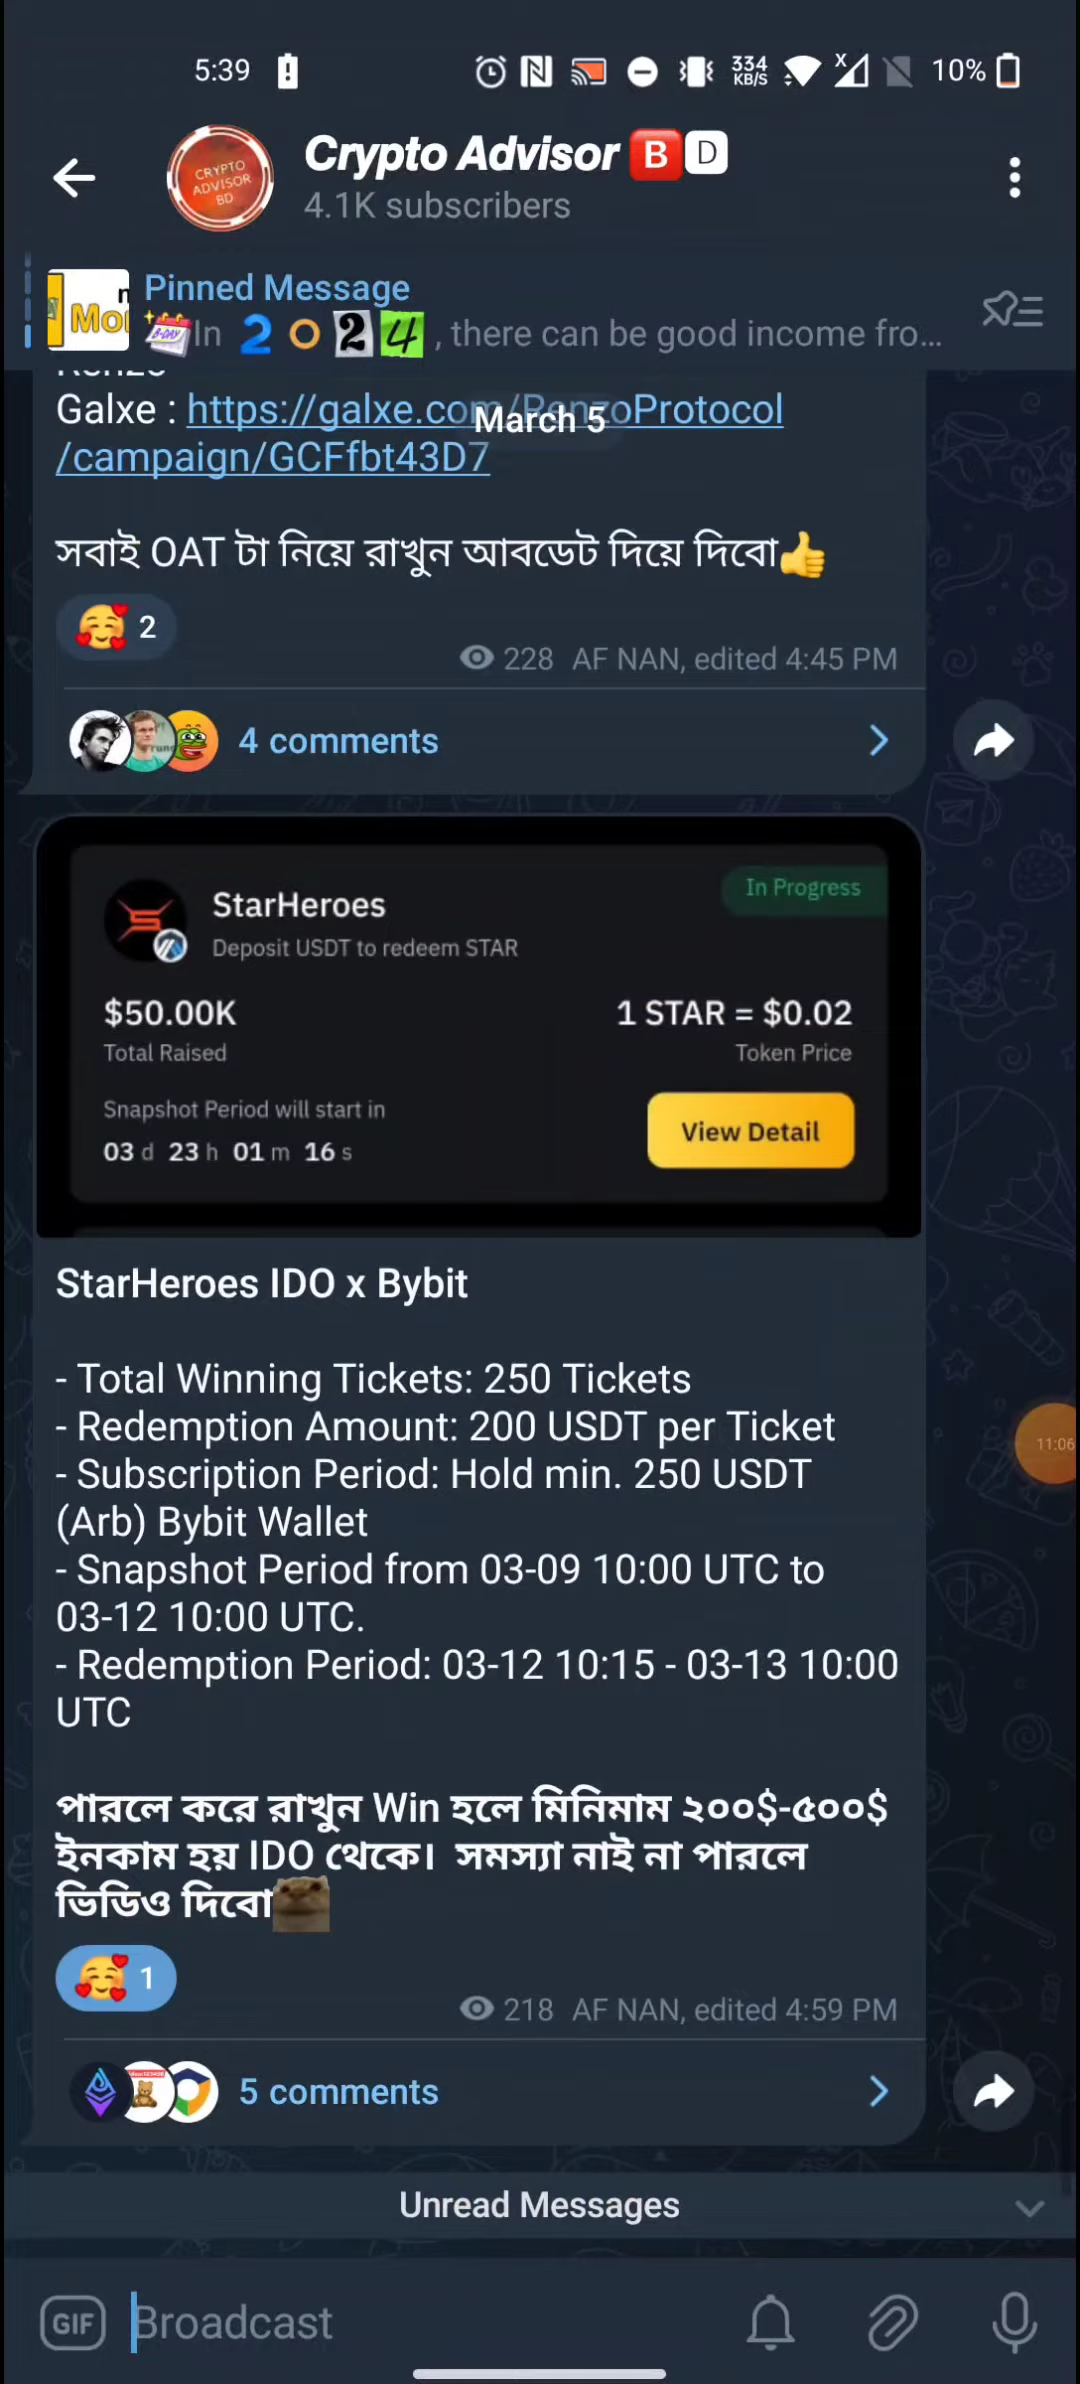 5:39
334
KB/S
X
10%
CRYPTO
ADVISOR
BD
Crypto Advisor B D
4.1K subscribers
Pinned Message
In 2024, there can be good income fro...
March 5
Galxe : https://galxe.com/RenzoProtocol
/campaign/GCFfbt43D7
সবাই OAT টা নিয়ে রাখুন আবডেট দিয়ে দিবো👍
🥰 2
228 AF NAN, edited 4:45 PM
4 comments
StarHeroes
In Progress
Deposit USDT to redeem STAR
$50.00K
1 STAR = $0.02
Total Raised
Token Price
Snapshot Period will start in
03 d 23 h 01 m 16 s
View Detail
StarHeroes IDO x Bybit
- Total Winning Tickets: 250 Tickets
- Redemption Amount: 200 USDT per Ticket
- Subscription Period: Hold min. 250 USDT
(Arb) Bybit Wallet
- Snapshot Period from 03-09 10:00 UTC to
03-12 10:00 UTC.
- Redemption Period: 03-12 10:15 - 03-13 10:00
UTC
11:06
পারলে করে রাখুন Win হলে মিনিমাম ২০০$-৫০০$
ইনকাম হয় IDO থেকে। সমস্যা নাই না পারলে
ভিডিও দিবো
🥰 1
218 AF NAN, edited 4:59 PM
5 comments
Unread Messages
GIF
Broadcast